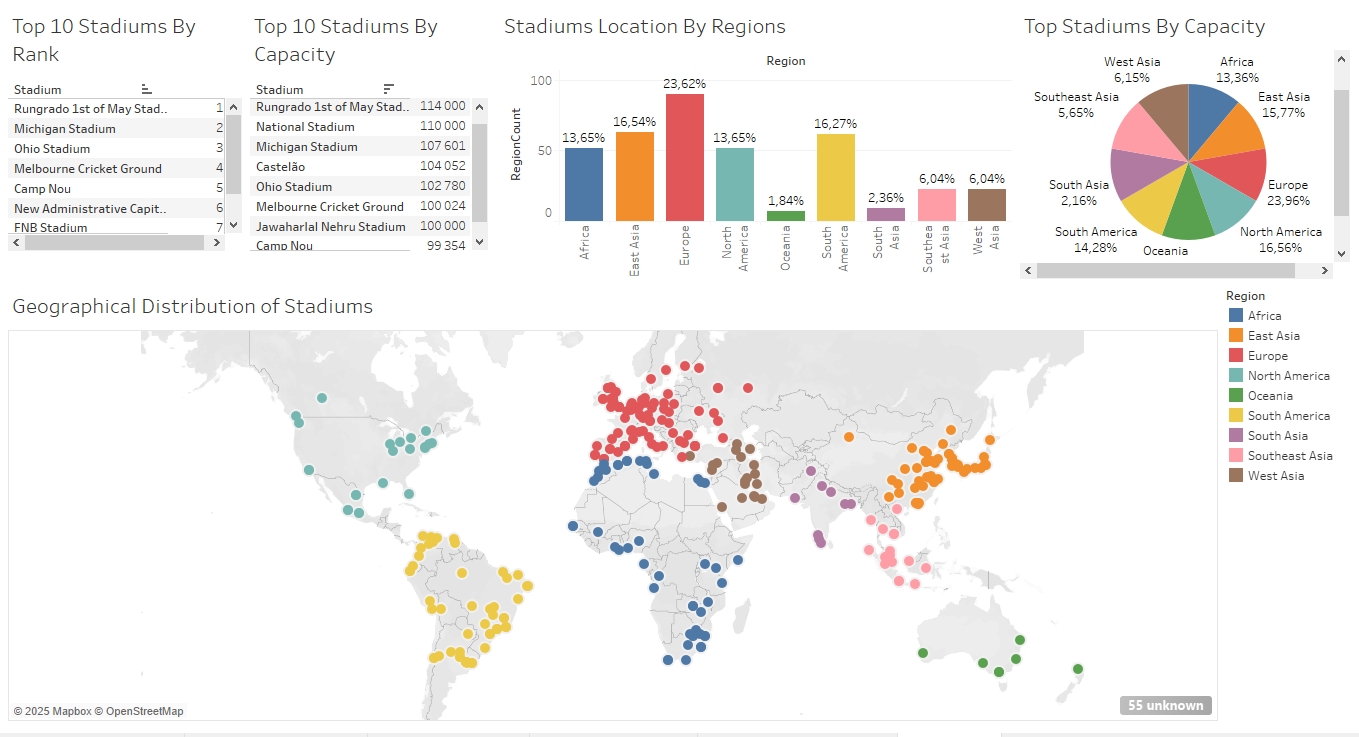 Top 10 Stadiums By
Rank
Stadium
Rungrado 1st of May Stad.. 1
Michigan Stadium 2
Ohio Stadium 3
Melbourne Cricket Ground 4
Camp Nou 5
New Administrative Capit.. 6
FNB Stadium 7
Top 10 Stadiums By
Capacity
Stadium
Rungrado 1st of May Stad.. 114 000
National Stadium 110 000
Michigan Stadium 107 601
Castelão 104 052
Ohio Stadium 102 780
Melbourne Cricket Ground 100 024
Jawaharlal Nehru Stadium 100 000
Camp Nou 99 354
Stadiums Location By Regions
Region
RegionCount
100
50
0
13,65%
16,54%
23,62%
13,65%
1,84%
16,27%
2,36%
6,04%
6,04%
Africa
East Asia
Europe
North
America
Oceania
South
America
South
Asia
Southea
st Asia
West
Asia
Top Stadiums By Capacity
West Asia
6,15%
Africa
13,36%
Southeast Asia
5,65%
East Asia
15,77%
South Asia
2,16%
Europe
23,96%
South America
14,28%
North America
16,56%
Oceania
Geographical Distribution of Stadiums
Region
Africa
East Asia
Europe
North America
Oceania
South America
South Asia
Southeast Asia
West Asia
© 2025 Mapbox © OpenStreetMap
55 unknown